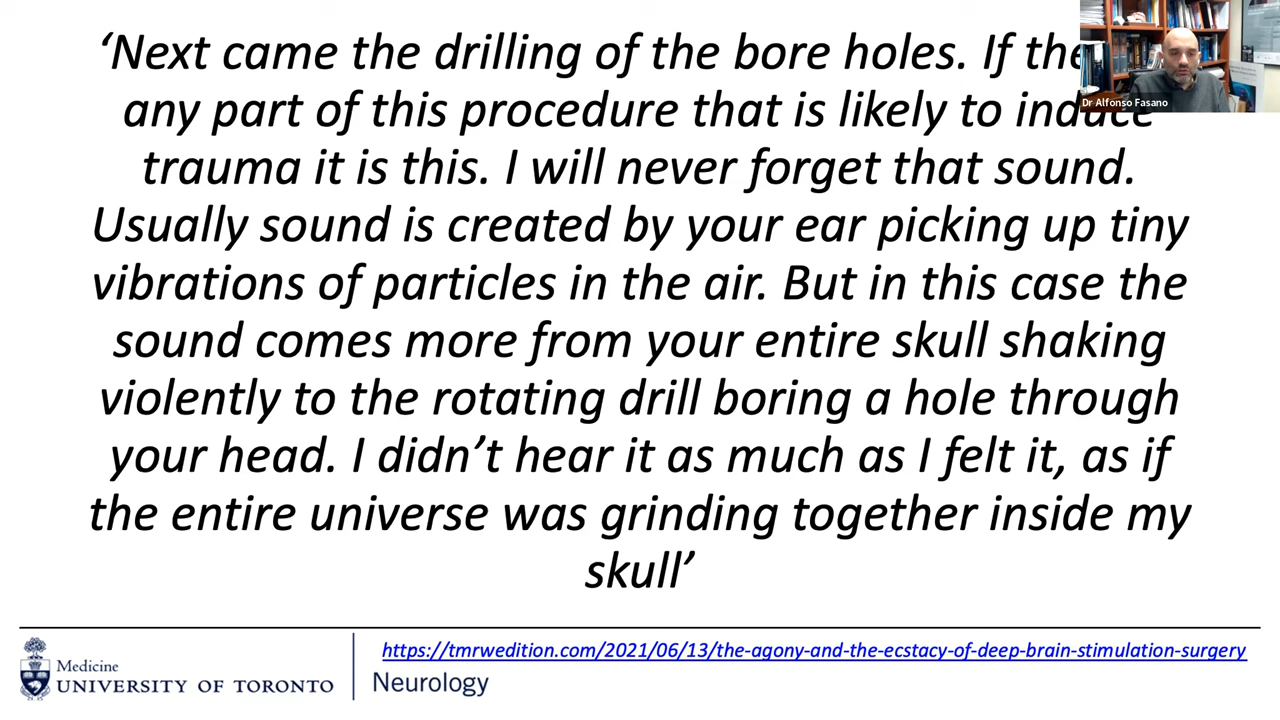 ‘Next came the drilling of the bore holes. If the
any part of this procedure that is likely to induce
trauma it is this. I will never forget that sound.
Usually sound is created by your ear picking up tiny
vibrations of particles in the air. But in this case the
sound comes more from your entire skull shaking
violently to the rotating drill boring a hole through
your head. I didn’t hear it as much as I felt it, as if
the entire universe was grinding together inside my
skull’
Dr Alfonso Fasano
https://tmrwedition.com/2021/06/13/the-agony-and-the-ecstacy-of-deep-brain-stimulation-surgery
Medicine
UNIVERSITY OF TORONTO
Neurology